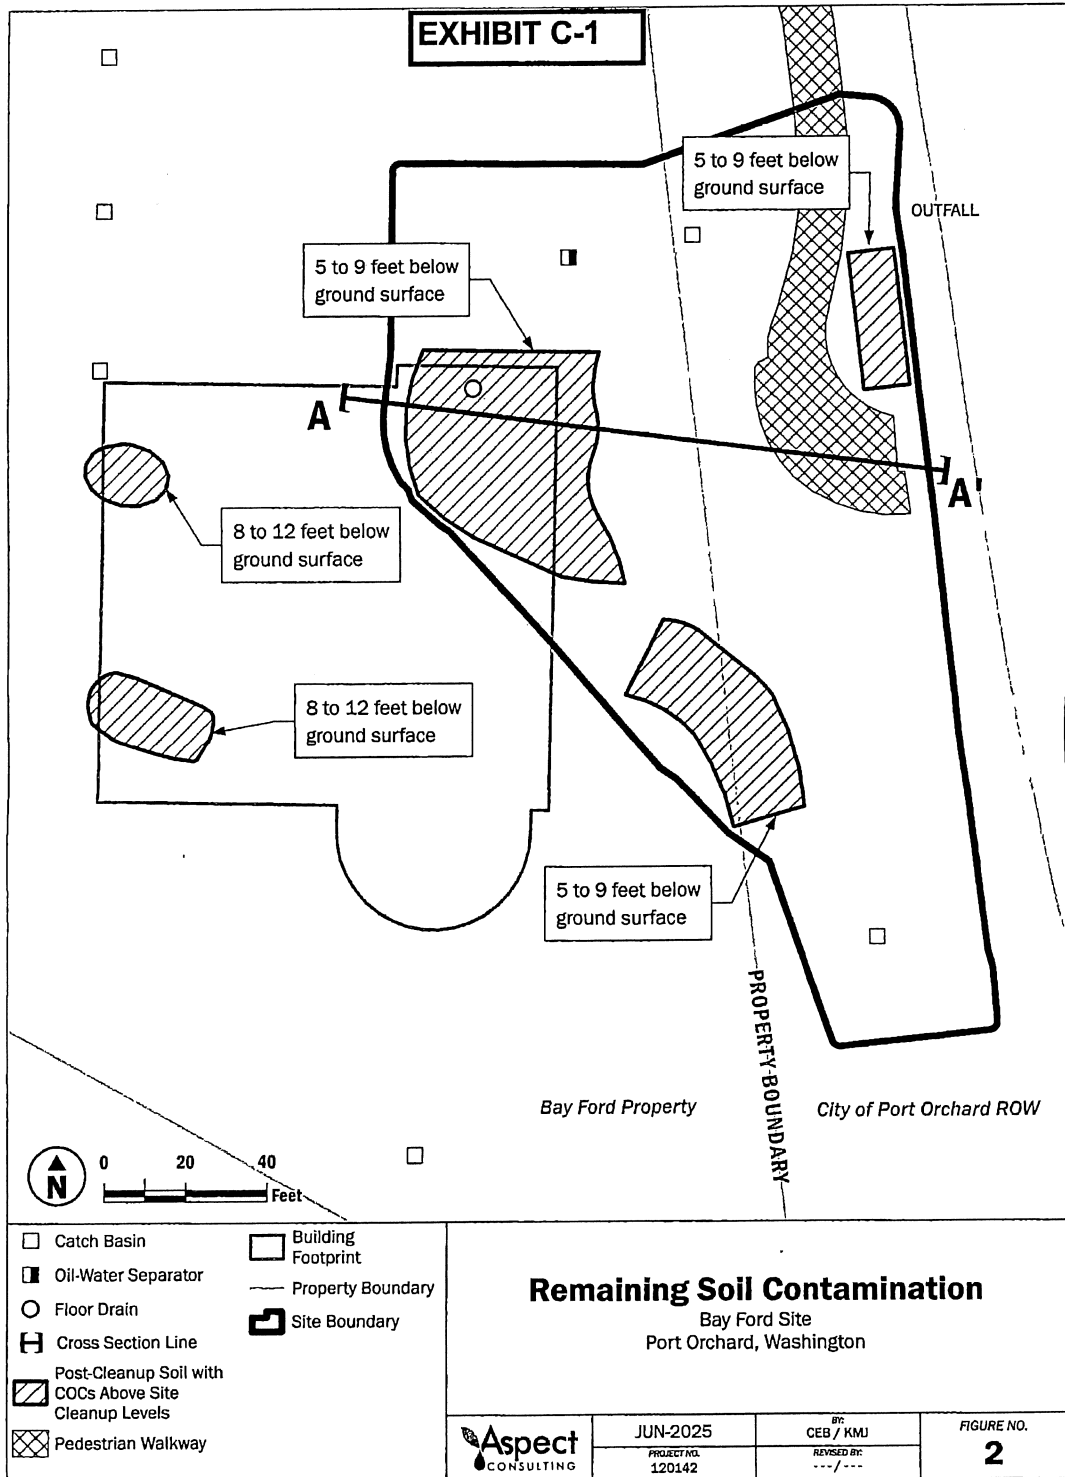 EXHIBIT C-1
5 to 9 feet below
ground surface
OUTFALL
5 to 9 feet below
ground surface
A
A'
8 to 12 feet below
ground surface
8 to 12 feet below
ground surface
5 to 9 feet below
ground surface
PROPERTY BOUNDARY
Bay Ford Property
City of Port Orchard ROW
N
0 20 40
Feet
Catch Basin
Oil-Water Separator
Floor Drain
Cross Section Line
Post-Cleanup Soil with
COCs Above Site
Cleanup Levels
Pedestrian Walkway
Building
Footprint
Property Boundary
Site Boundary
Remaining Soil Contamination
Bay Ford Site
Port Orchard, Washington
Aspect
CONSULTING
JUN-2025
PROJECT NO.
120142
BY:
CEB / KMJ
REVISED BY:
---/---
FIGURE NO.
2